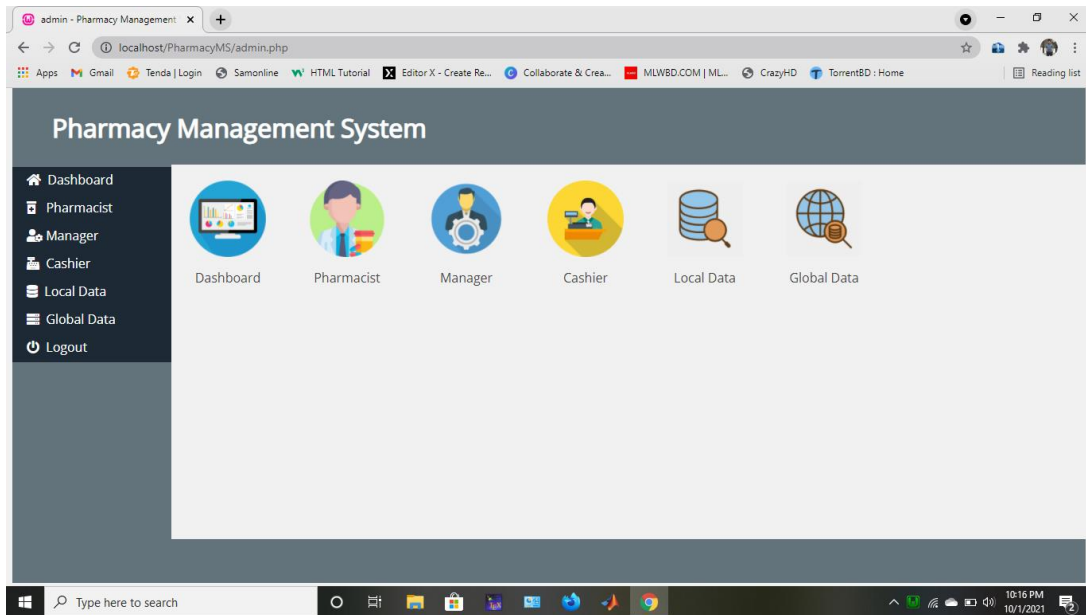 admin - Pharmacy Management
localhost/PharmacyMS/admin.php
Apps Gmail Tenda | Login Samonline HTML Tutorial Editor X - Create Re... Collaborate & Crea... MLWBD.COM | ML... CrazyHD TorrentBD : Home Reading list
Pharmacy Management System
Dashboard
Pharmacist
Manager
Cashier
Local Data
Global Data
Logout
Dashboard Pharmacist Manager Cashier Local Data Global Data
Type here to search
10:16 PM
10/1/2021
2